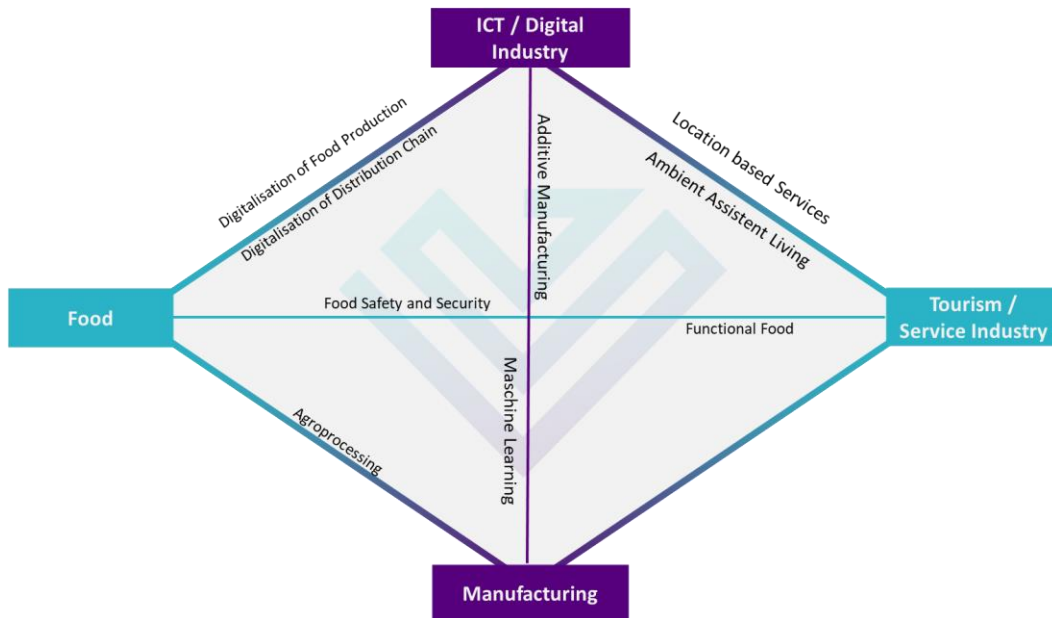 ICT / Digital
Industry
Digitalisation of Food Production
Digitalisation of Distribution Chain
Additive Manufacturing
Location based Services
Ambient Assistent Living
Food
Food Safety and Security
Functional Food
Tourism /
Service Industry
Agroprocessing
Maschine Learning
Manufacturing